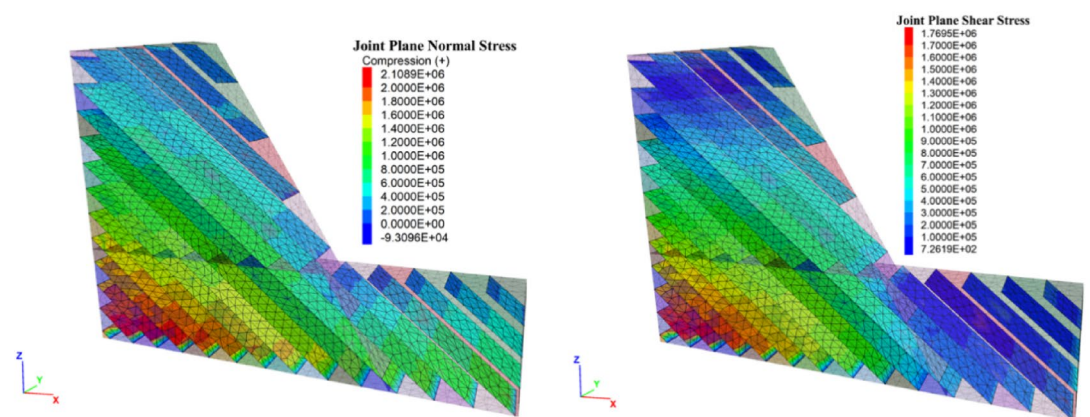 Joint Plane Normal Stress
Compression (+)
2.1089E+06
2.0000E+06
1.8000E+06
1.6000E+06
1.4000E+06
1.2000E+06
1.0000E+06
8.0000E+05
6.0000E+05
4.0000E+05
2.0000E+05
0.0000E+00
-9.3096E+04
Z
Y
X
Joint Plane Shear Stress
1.7695E+06
1.7000E+06
1.6000E+06
1.5000E+06
1.4000E+06
1.3000E+06
1.2000E+06
1.1000E+06
1.0000E+06
9.0000E+05
8.0000E+05
7.0000E+05
6.0000E+05
5.0000E+05
4.0000E+05
3.0000E+05
2.0000E+05
1.0000E+05
7.2619E+02
Z
Y
X